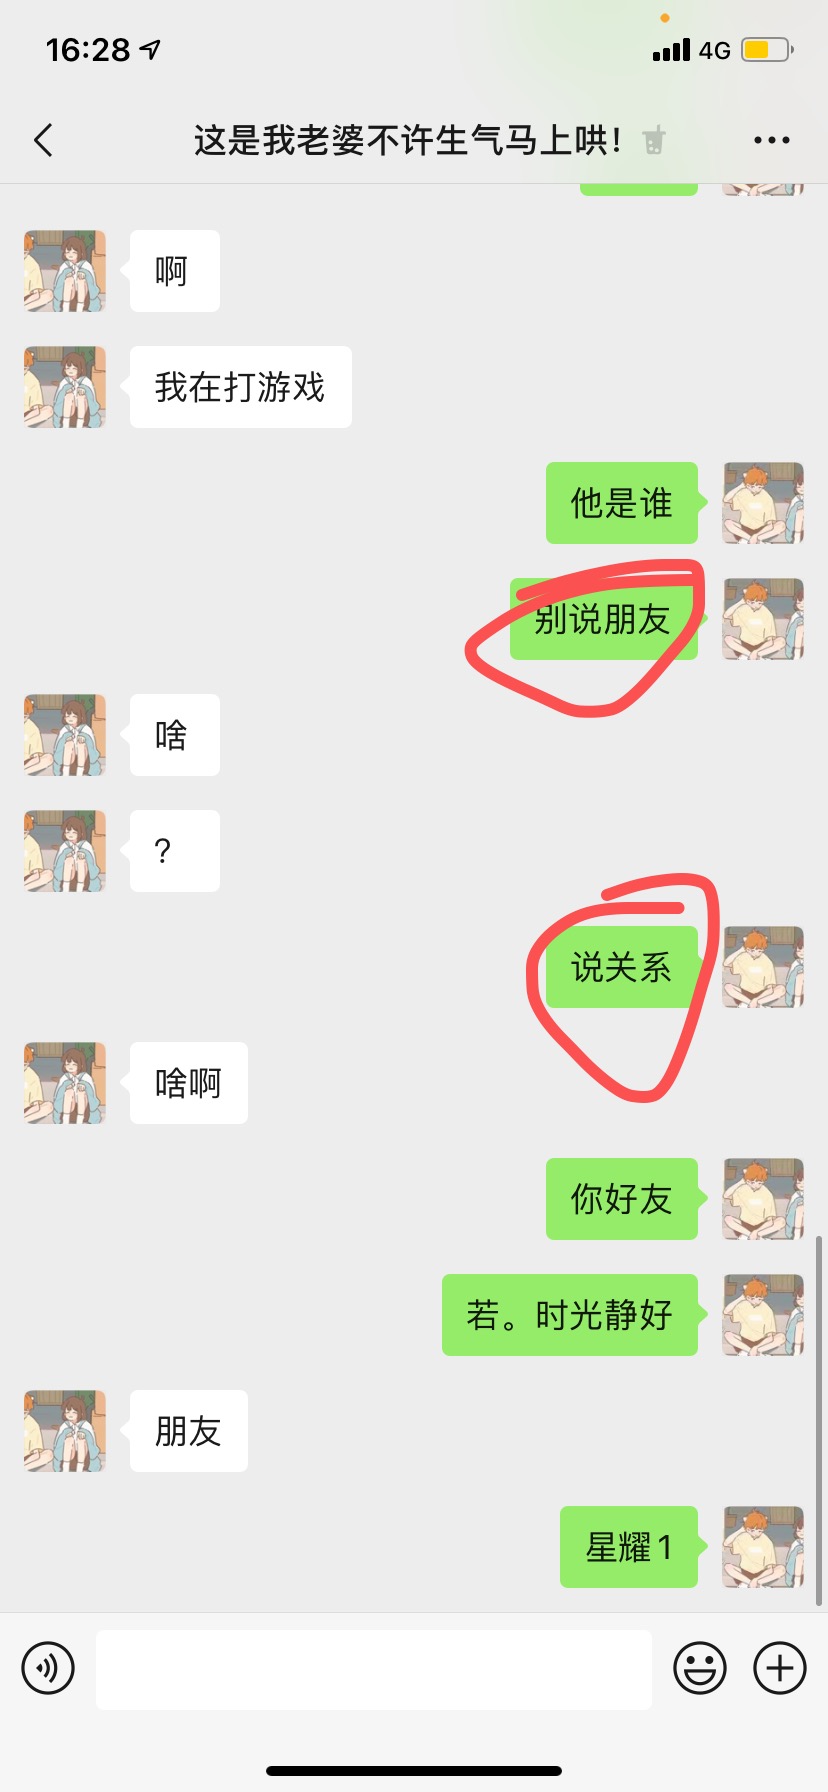 16:28
4G
这是我老婆不许生气马上哄！
啊
我在打游戏
他是谁
别说朋友
啥
？
说关系
啥啊
你好友
若。时光静好
朋友
星耀1